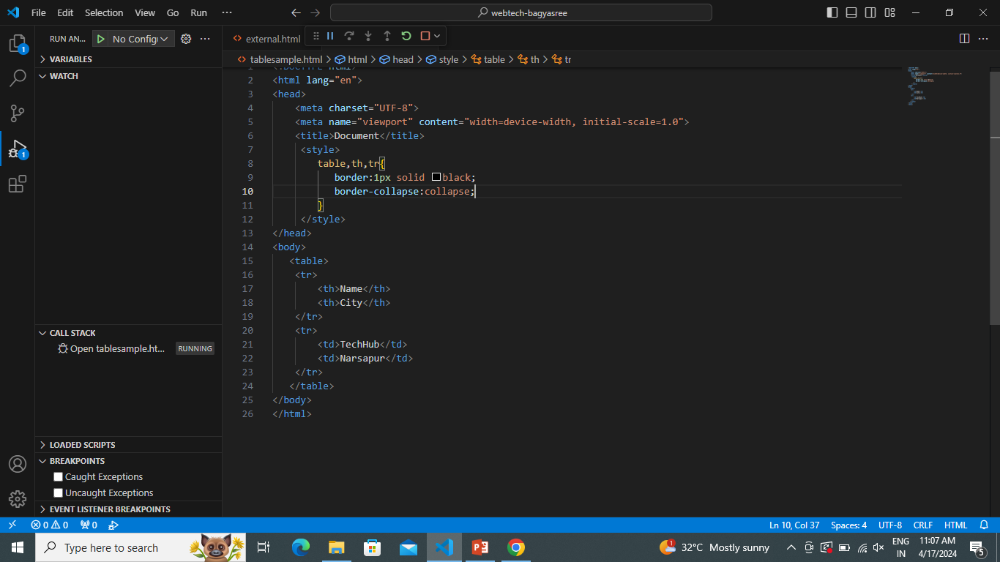 File Edit Selection View Go Run ··· webtech-bagyasree
RUN AN... No Config
external.html
tablesample.html > html > head > style > table > th > tr
VARIABLES
WATCH
CALL STACK
Open tablesample.ht... RUNNING
LOADED SCRIPTS
BREAKPOINTS
Caught Exceptions
Uncaught Exceptions
EVENT LISTENER BREAKPOINTS
1 <!DOCTYPE html>
2 <html lang="en">
3 <head>
4 <meta charset="UTF-8">
5 <meta name="viewport" content="width=device-width, initial-scale=1.0">
6 <title>Document</title>
7 <style>
8 table,th,tr{
9 border:1px solid black;
10 border-collapse:collapse;
11 }
12 </style>
13 </head>
14 <body>
15 <table>
16 <tr>
17 <th>Name</th>
18 <th>City</th>
19 </tr>
20 <tr>
21 <td>TechHub</td>
22 <td>Narsapur</td>
23 </tr>
24 </table>
25 </body>
26 </html>
1
1
0 0 0 Ln 10, Col 37 Spaces: 4 UTF-8 CRLF HTML
Type here to search 1 32°C Mostly sunny ENG 11:07 AM
IN 4/17/2024 5